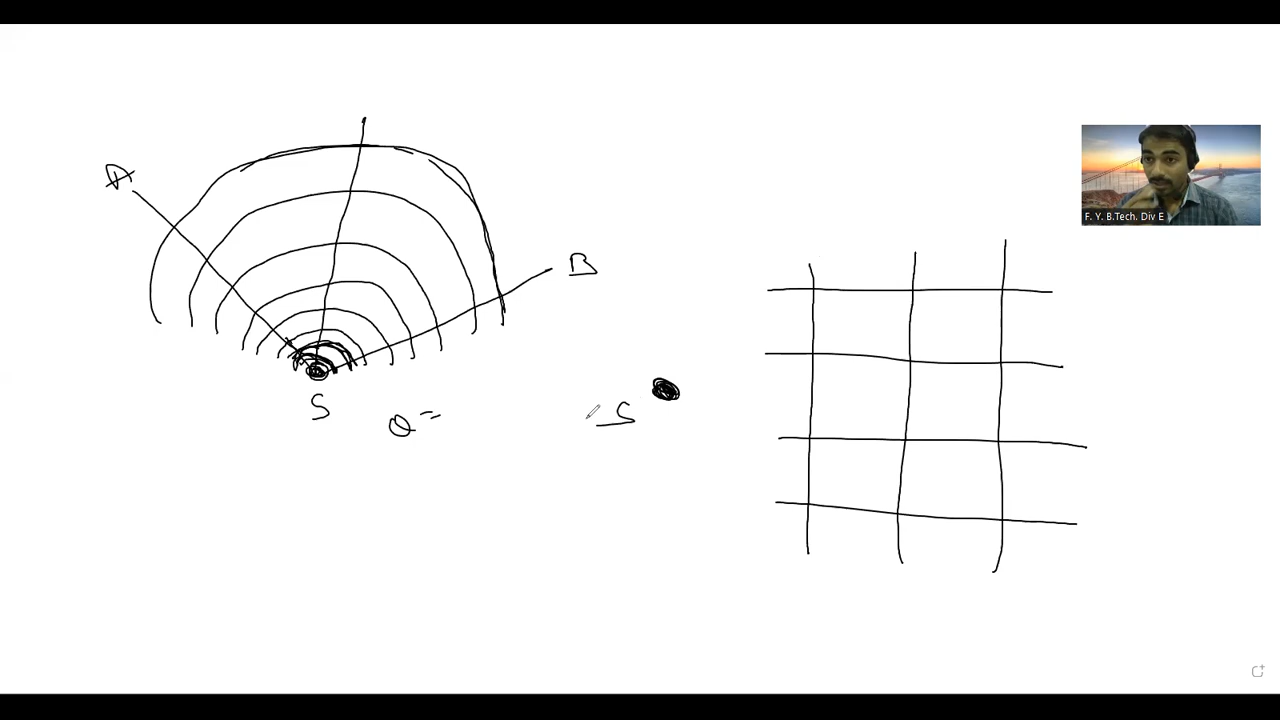 A
B
S
Q =
S
F. Y. B.Tech. Div E